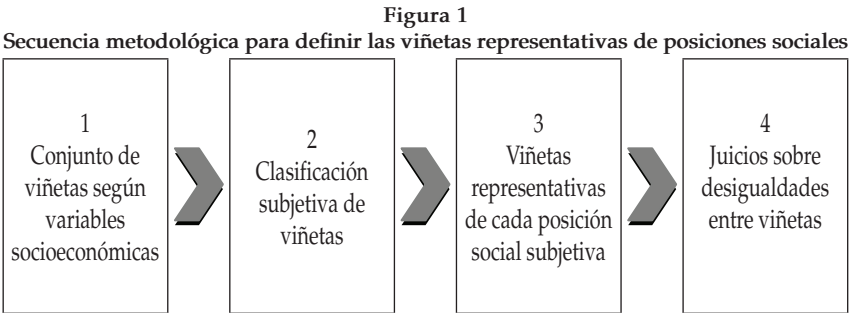 Figura 1
Secuencia metodológica para definir las viñetas representativas de posiciones sociales
1
Conjunto de
viñetas según
variables
socioeconómicas
2
Clasificación
subjetiva de
viñetas
3
Viñetas
representativas
de cada posición
social subjetiva
4
Juicios sobre
desigualdades
entre viñetas